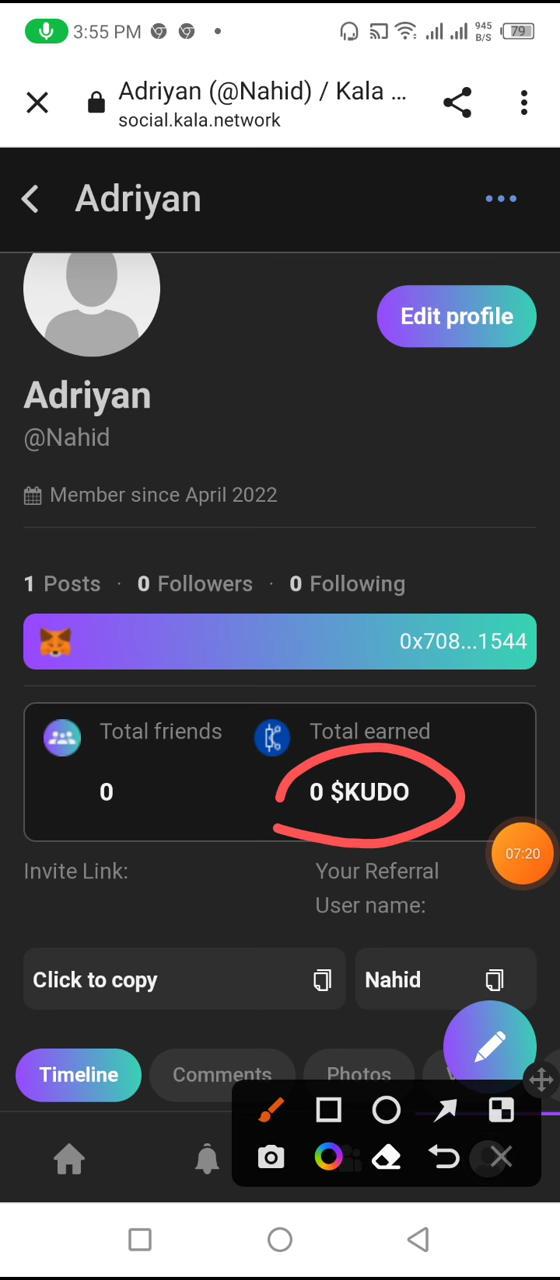 3:55 PM
945 B/S
79
Adriyan (@Nahid) / Kala ...
social.kala.network
Adriyan
Edit profile
Adriyan
@Nahid
Member since April 2022
1 Posts · 0 Followers · 0 Following
0x708...1544
Total friends
Total earned
0
0 $KUDO
07:20
Invite Link:
Your Referral
User name:
Click to copy
Nahid
Timeline
Comments
Photos